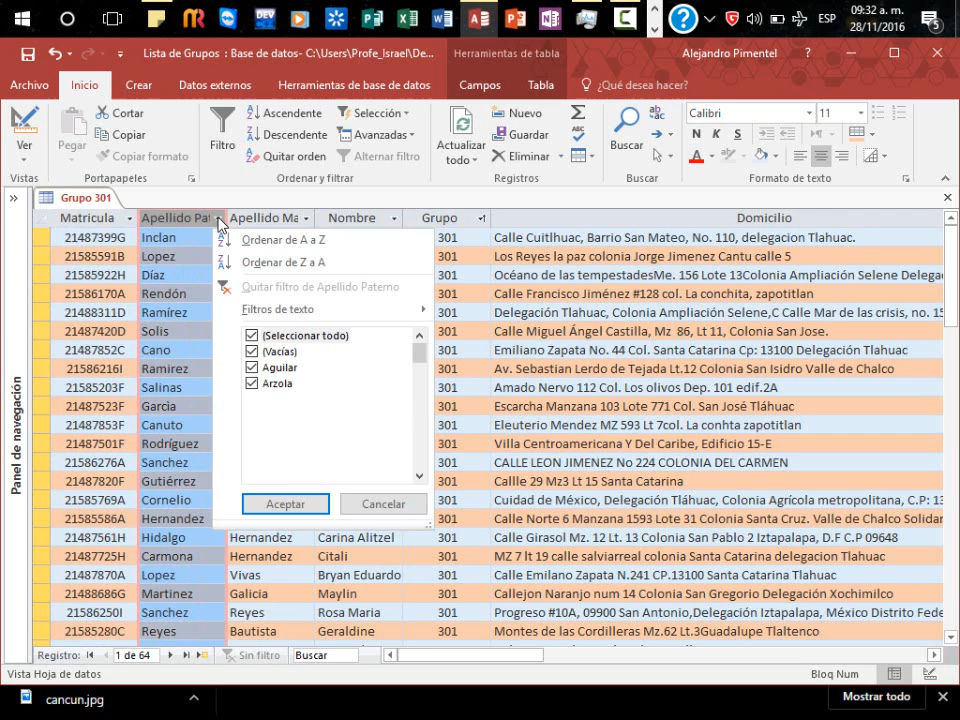 09:32 a. m.
ESP
28/11/2016
5
Lista de Grupos : Base de datos- C:\Users\Profe_Israel\De...
Herramientas de tabla
Alejandro Pimentel
Archivo
Inicio
Crear
Datos externos
Herramientas de base de datos
Campos
Tabla
¿Qué desea hacer?
Ver
Pegar
Cortar
Copiar
Copiar formato
Filtro
Ascendente
Descendente
Quitar orden
Selección
Avanzadas
Alternar filtro
Actualizar
todo
Nuevo
Guardar
Eliminar
Buscar
Calibri
11
N K S
Vistas
Portapapeles
Ordenar y filtrar
Registros
Buscar
Formato de texto
Grupo 301
Matricula Apellido Pat Apellido Ma Nombre Grupo Domicilio
Ordenar de A a Z
Ordenar de Z a A
Quitar filtro de Apellido Paterno
Filtros de texto
(Seleccionar todo)
(Vacías)
Aguilar
Arzola
Aceptar
Cancelar
21487399G Inclan 301 Calle Cuitlhuac, Barrio San Mateo, No. 110, delegacion Tlahuac.
21585591B Lopez 301 Los Reyes la paz colonia Jorge Jimenez Cantu calle 5
21585922H Díaz 301 Océano de las tempestadesMe. 156 Lote 13Colonia Ampliación Selene Delega
21586170A Rendón 301 Calle Francisco Jiménez #128 col. La conchita, zapotitlan
21488311D Ramírez 301 Delegación Tlahuac, Colonia Ampliación Selene,C Calle Mar de las crisis, no. 15
21487420D Solis 301 Calle Miguel Ángel Castilla, Mz 86, Lt 11, Colonia San Jose.
21487852C Cano 301 Emiliano Zapata No. 44 Col. Santa Catarina Cp: 13100 Delegación Tlahuac
21586216I Ramirez 301 Av. Sebastian Lerdo de Tejada Lt.12 Colonia San Isidro Valle de Chalco
21585203F Salinas 301 Amado Nervo 112 Col. Los olivos Dep. 101 edif.2A
21487523F Garcia 301 Escarcha Manzana 103 Lote 771 Col. San José Tláhuac
21487853F Canuto 301 Eleuterio Mendez MZ 593 Lt 7col. La conhta zapotitlan
21487501F Rodríguez 301 Villa Centroamericana Y Del Caribe, Edificio 15-E
21586276A Sanchez 301 CALLE LEON JIMENEZ No 224 COLONIA DEL CARMEN
21487820F Gutiérrez 301 Callle 29 Mz3 Lt 15 Santa Catarina
21585769A Cornelio 301 Cuidad de México, Delegación Tláhuac, Colonia Agrícola metropolitana, C.P: 13
21585586A Hernandez 301 Calle Norte 6 Manzana 1593 Lote 31 Colonia Santa Cruz. Valle de Chalco Solidar
21487561H Hidalgo Hernandez Carina Alitzel 301 Calle Girasol Mz. 12 Lt. 13 Colonia San Pablo 2 Iztapalapa, D.F C.P 09648
21487725H Carmona Hernandez Citali 301 MZ 7 lt 19 calle salviarreal colonia Santa Catarina delegacion Tlahuac
21487870A Lopez Vivas Bryan Eduardo 301 Calle Emilano Zapata N.241 CP.13100 Santa Catarina Tlahuac
21488686G Martinez Galicia Maylin 301 Callejon Naranjo num 14 Colonia Santa Cecilia Delegación Xochimilco
21586250I Sanchez Reyes Rosa Maria 301 Progreso #10A, 09900 San Antonio,Delegación Iztapalapa, México Distrito Fede
21585280C Reyes Bautista Geraldine 301 Montes de las Cordilleras Mz.62 Lt.3Guadalupe Tlaltenco
Panel de navegación
Registro: 1 de 64 Sin filtro Buscar
Vista Hoja de datos
Bloq Num
cancun.jpg
Mostrar todo